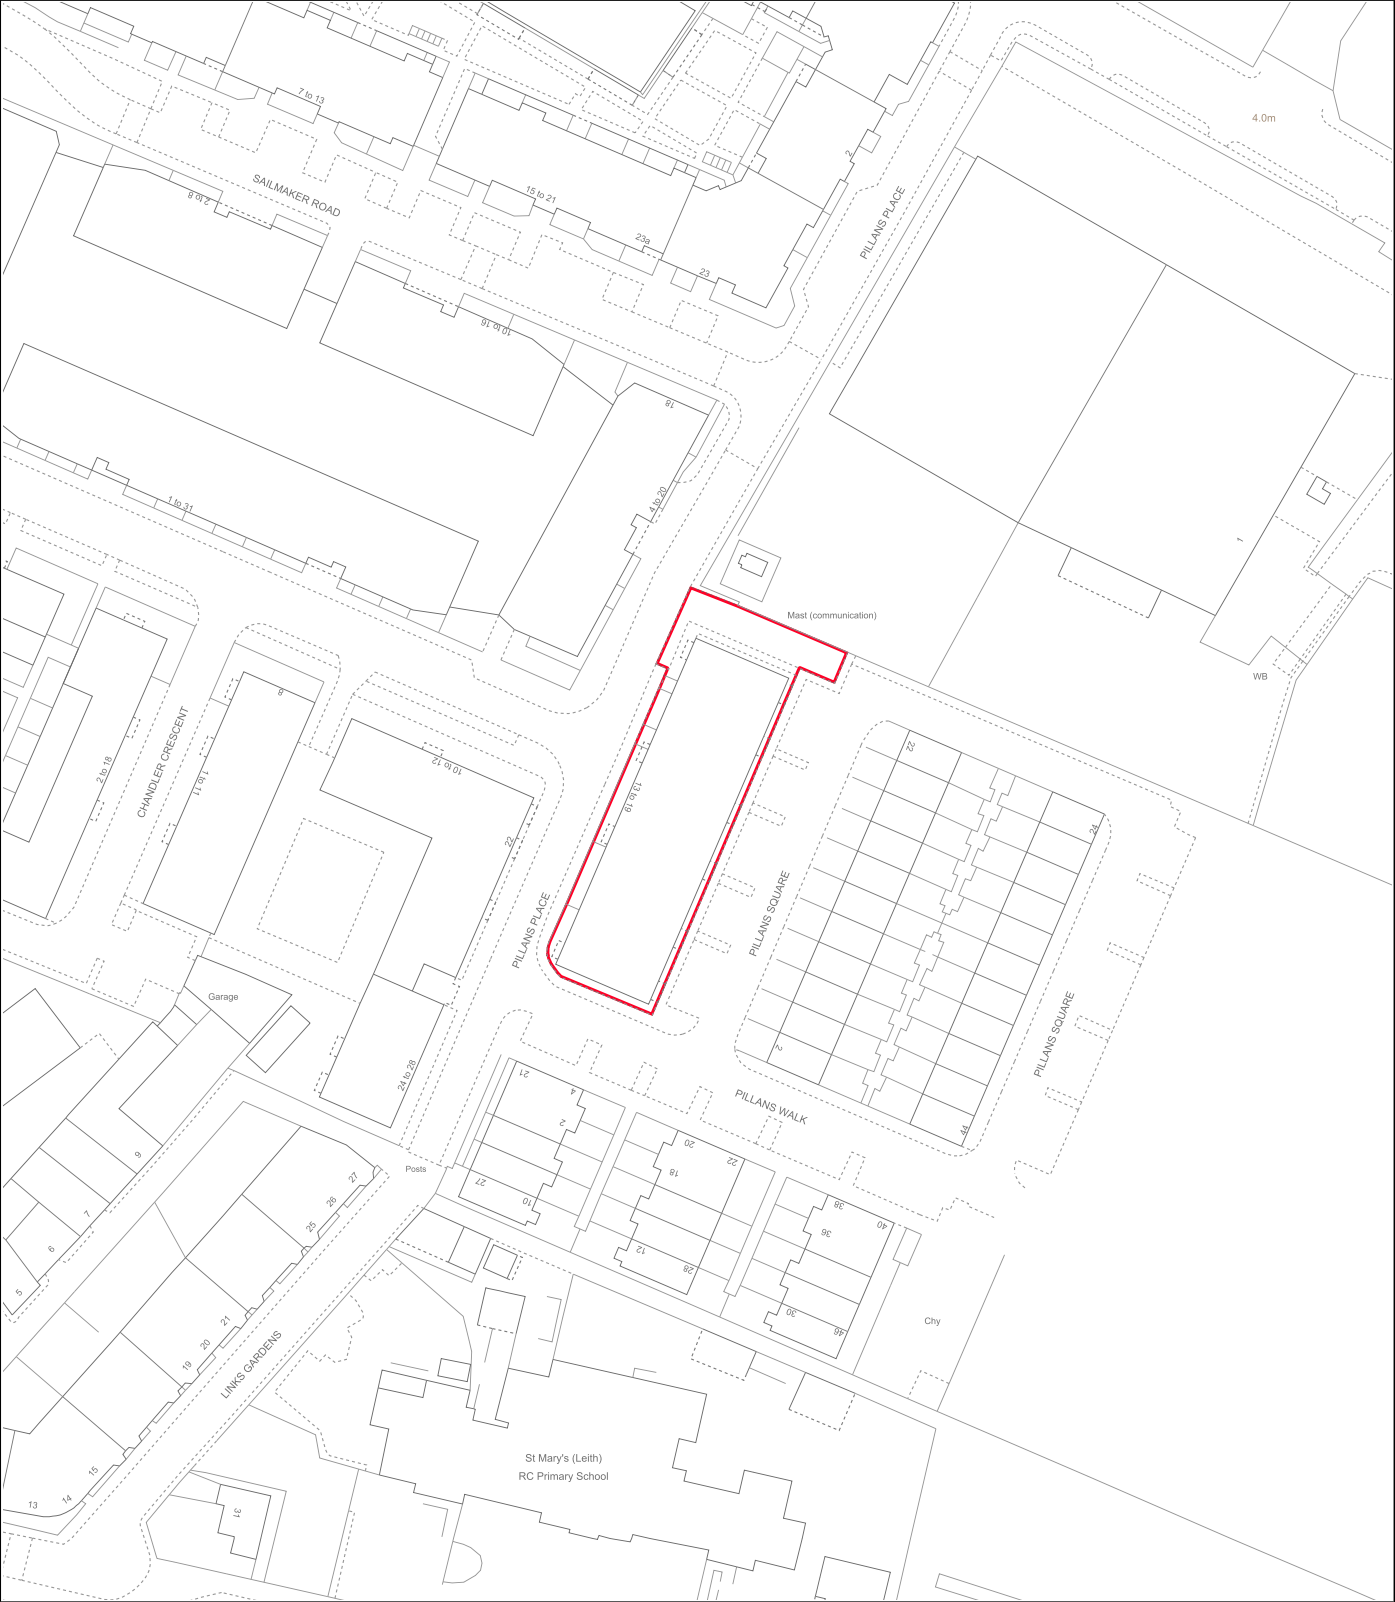 7 to 13
4.0m
2
SAILMAKER ROAD
2 to 8
15 to 21
PILLANS PLACE
23a
23
10 to 16
18
4 to 20
1 to 31
1
Mast (communication)
WB
8
CHANDLER CRESCENT
2 to 18
1 to 11
10 to 12
22
13 to 19
22
24
PILLANS PLACE
PILLANS SQUARE
Garage
PILLANS SQUARE
2
24 to 28
21
4
2
PILLANS WALK
44
9
Posts
20
22
18
27
27
10
26
25
7
6
5
38
40
36
12
28
30
46
21
20
19
LINKS GARDENS
Chy
St Mary's (Leith)
RC Primary School
15
14
13
31